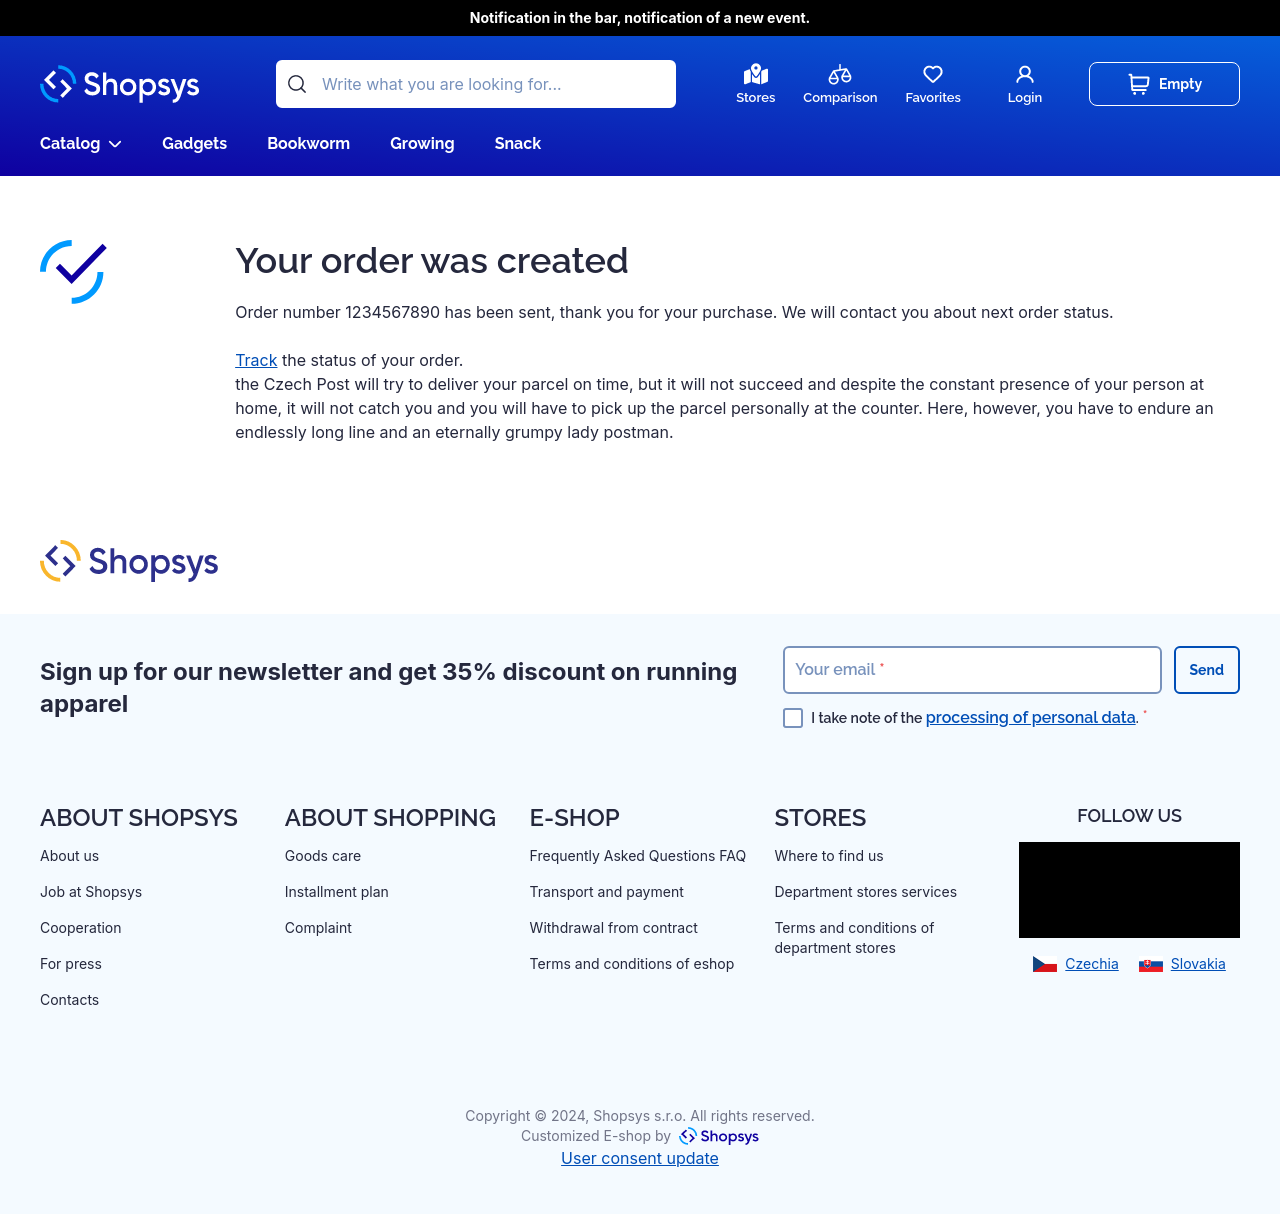 Notification in the bar, notification of a new event.
Shopsys
Write what you are looking for...
Stores
Comparison
Favorites
Login
Empty
Catalog
Gadgets
Bookworm
Growing
Snack
Your order was created
Order number 1234567890 has been sent, thank you for your purchase. We will contact you about next order status.
Track the status of your order.
the Czech Post will try to deliver your parcel on time, but it will not succeed and despite the constant presence of your person at
home, it will not catch you and you will have to pick up the parcel personally at the counter. Here, however, you have to endure an
endlessly long line and an eternally grumpy lady postman.
Shopsys
Sign up for our newsletter and get 35% discount on running
apparel
Your email *
Send
I take note of the processing of personal data. *
ABOUT SHOPSYS
About us
Job at Shopsys
Cooperation
For press
Contacts
ABOUT SHOPPING
Goods care
Installment plan
Complaint
E-SHOP
Frequently Asked Questions FAQ
Transport and payment
Withdrawal from contract
Terms and conditions of eshop
STORES
Where to find us
Department stores services
Terms and conditions of
department stores
FOLLOW US
Czechia
Slovakia
Copyright © 2024, Shopsys s.r.o. All rights reserved.
Customized E-shop by Shopsys
User consent update